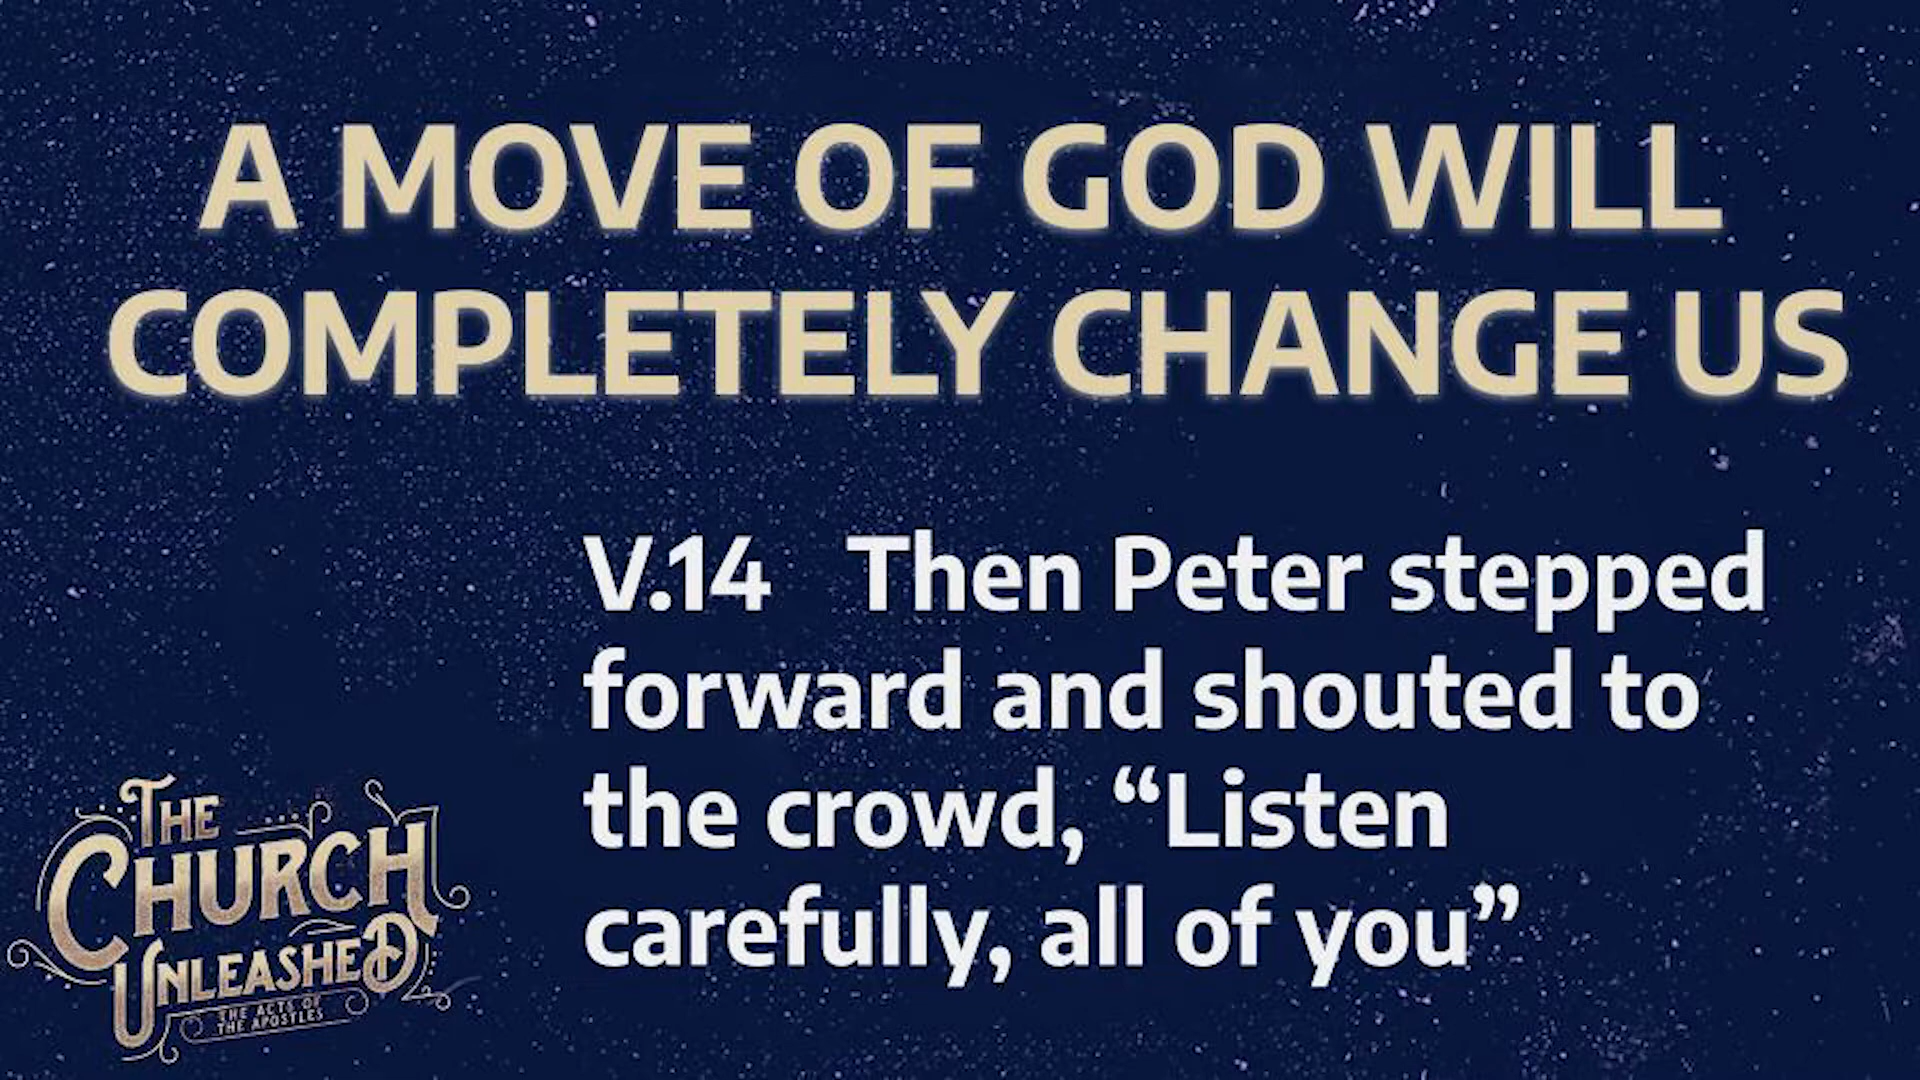 A MOVE OF GOD WILL
COMPLETELY CHANGE US
V.14 Then Peter stepped
forward and shouted to
the crowd, “Listen
carefully, all of you”
THE
CHURCH
UNLEASHED
THE ACTS OF
THE APOSTLES